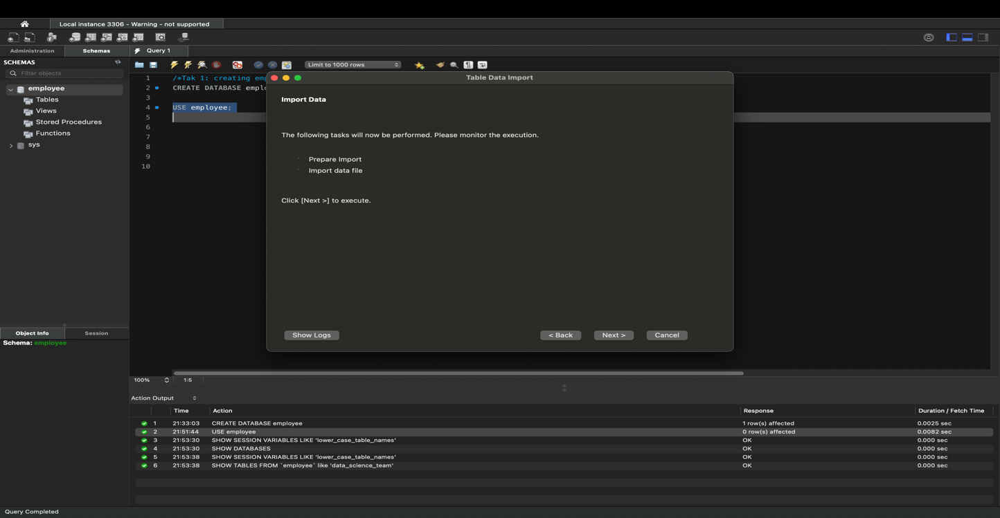 Local instance 3306 - Warning - not supported
Administration
Schemas
Query 1
SCHEMAS
Filter objects
employee
Tables
Views
Stored Procedures
Functions
sys
Object Info
Session
Schema: employee
Limit to 1000 rows
1 /*Tak 1: creating emp
2 CREATE DATABASE emplo
3
4 USE employee;
5
6
7
8
9
10
Table Data Import
Import Data
The following tasks will now be performed. Please monitor the execution.
Prepare Import
Import data file
Click [Next >] to execute.
Show Logs
< Back
Next >
Cancel
100%
1:5
Action Output
Time Action Response Duration / Fetch Time
1 21:33:03 CREATE DATABASE employee 1 row(s) affected 0.0025 sec
2 21:51:44 USE employee 0 row(s) affected 0.0082 sec
3 21:53:30 SHOW SESSION VARIABLES LIKE 'lower_case_table_names' OK 0.000 sec
4 21:53:30 SHOW DATABASES OK 0.000 sec
5 21:53:38 SHOW SESSION VARIABLES LIKE 'lower_case_table_names' OK 0.000 sec
6 21:53:38 SHOW TABLES FROM `employee` like 'data_science_team' OK 0.000 sec
Query Completed